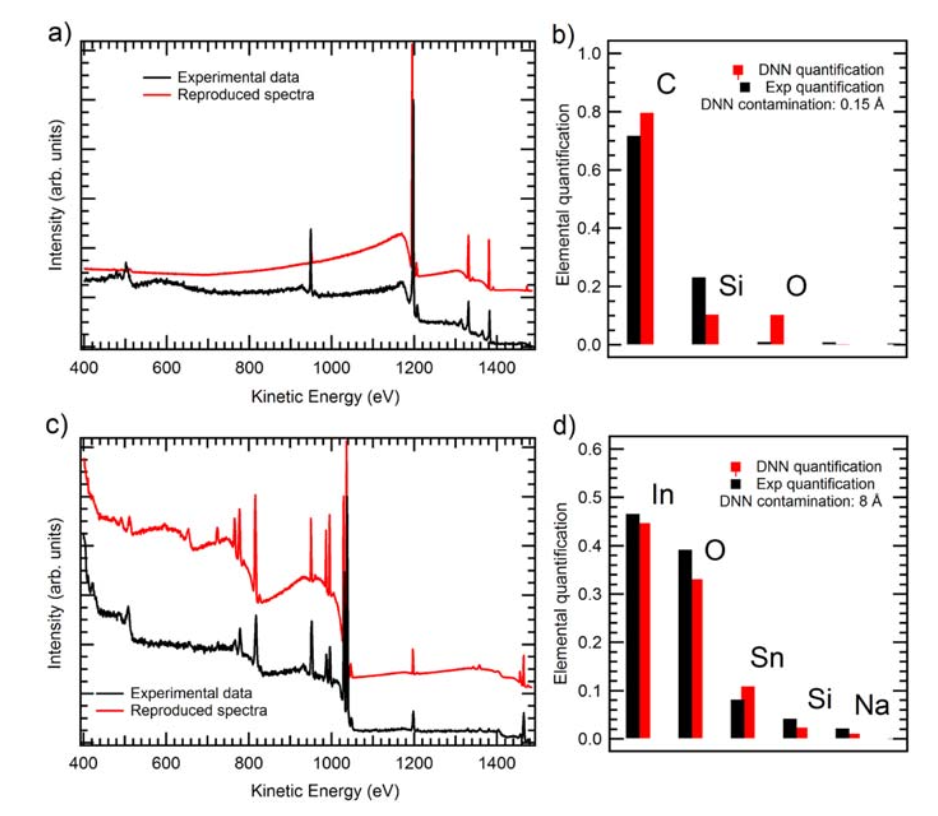 a)
Experimental data
Reproduced spectra
Intensity (arb. units)
400 600 800 1000 1200 1400
Kinetic Energy (eV)
b)
1.0
0.8
0.6
0.4
0.2
0.0
Elemental quantification
DNN quantification
Exp quantification
DNN contamination: 0.15 Å
C
Si
O
c)
Intensity (arb. units)
Experimental data
Reproduced spectra
400 600 800 1000 1200 1400
Kinetic Energy (eV)
d)
0.6
0.5
0.4
0.3
0.2
0.1
0.0
Elemental quantification
DNN quantification
Exp quantification
DNN contamination: 8 Å
In
O
Sn
Si
Na